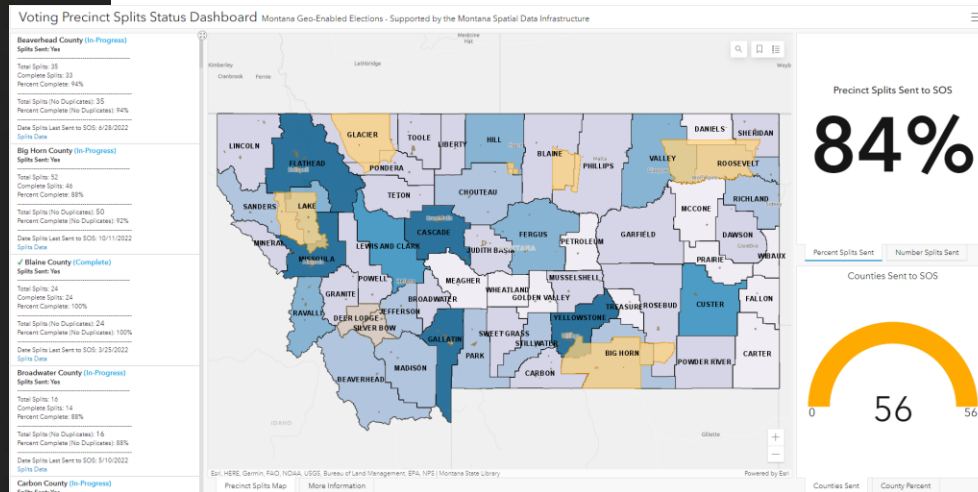 Voting Precinct Splits Status Dashboard Montana Geo-Enabled Elections - Supported by the Montana Spatial Data Infrastructure
Beaverhead County (In-Progress)
Splits Sent: Yes
Total Splits: 35
Complete Splits: 33
Percent Complete: 94%
Total Splits (No Duplicates): 35
Percent Complete (No Duplicates): 94%
Date Splits Last Sent to SOS: 6/28/2022
Splits Data
Big Horn County (In-Progress)
Splits Sent: Yes
Total Splits: 52
Complete Splits: 46
Percent Complete: 88%
Total Splits (No Duplicates): 50
Percent Complete (No Duplicates): 92%
Date Splits Last Sent to SOS: 10/11/2022
Splits Data
✓ Blaine County (Complete)
Splits Sent: Yes
Total Splits: 24
Complete Splits: 24
Percent Complete: 100%
Total Splits (No Duplicates): 24
Percent Complete (No Duplicates): 100%
Date Splits Last Sent to SOS: 3/25/2022
Splits Data
Broadwater County (In-Progress)
Splits Sent: Yes
Total Splits: 16
Complete Splits: 14
Percent Complete: 88%
Total Splits (No Duplicates): 16
Percent Complete (No Duplicates): 88%
Date Splits Last Sent to SOS: 5/10/2022
Splits Data
Carbon County (In-Progress)
Medicine
Hat
Kimberley
Lethbridge
Cranbrook Fernie
LINCOLN
FLATHEAD
GLACIER
TOOLE
LIBERTY
HILL
BLAINE
PHILLIPS
VALLEY
DANIELS
SHERIDAN
ROOSEVELT
PONDERA
TETON
CHOUTEAU
SANDERS
LAKE
RICHLAND
MCCONE
MINERAL
MISSOULA
LEWIS AND CLARK
CASCADE
JUDITH BASIN
FERGUS
PETROLEUM
GARFIELD
DAWSON
WIBAUX
PRAIRIE
POWELL
MEAGHER
WHEATLAND
GOLDEN VALLEY
MUSSELSHELL
GRANITE
BROADWATER
RAVALLI
DEER LODGE
JEFFERSON
SILVER BOW
TREASURE
ROSEBUD
CUSTER
FALLON
YELLOWSTONE
GALLATIN
SWEET GRASS
STILLWATER
PARK
BIG HORN
CARBON
POWDER RIVER
CARTER
MADISON
BEAVERHEAD
IDAHO
Gillette
Esri, HERE, Garmin, FAO, NOAA, USGS, Bureau of Land Management, EPA, NPS | Montana State Library
Powered by Esri
Precinct Splits Map More Information
Precinct Splits Sent to SOS
84%
Percent Splits Sent Number Splits Sent
Counties Sent to SOS
0
56
56
Counties Sent County Percent